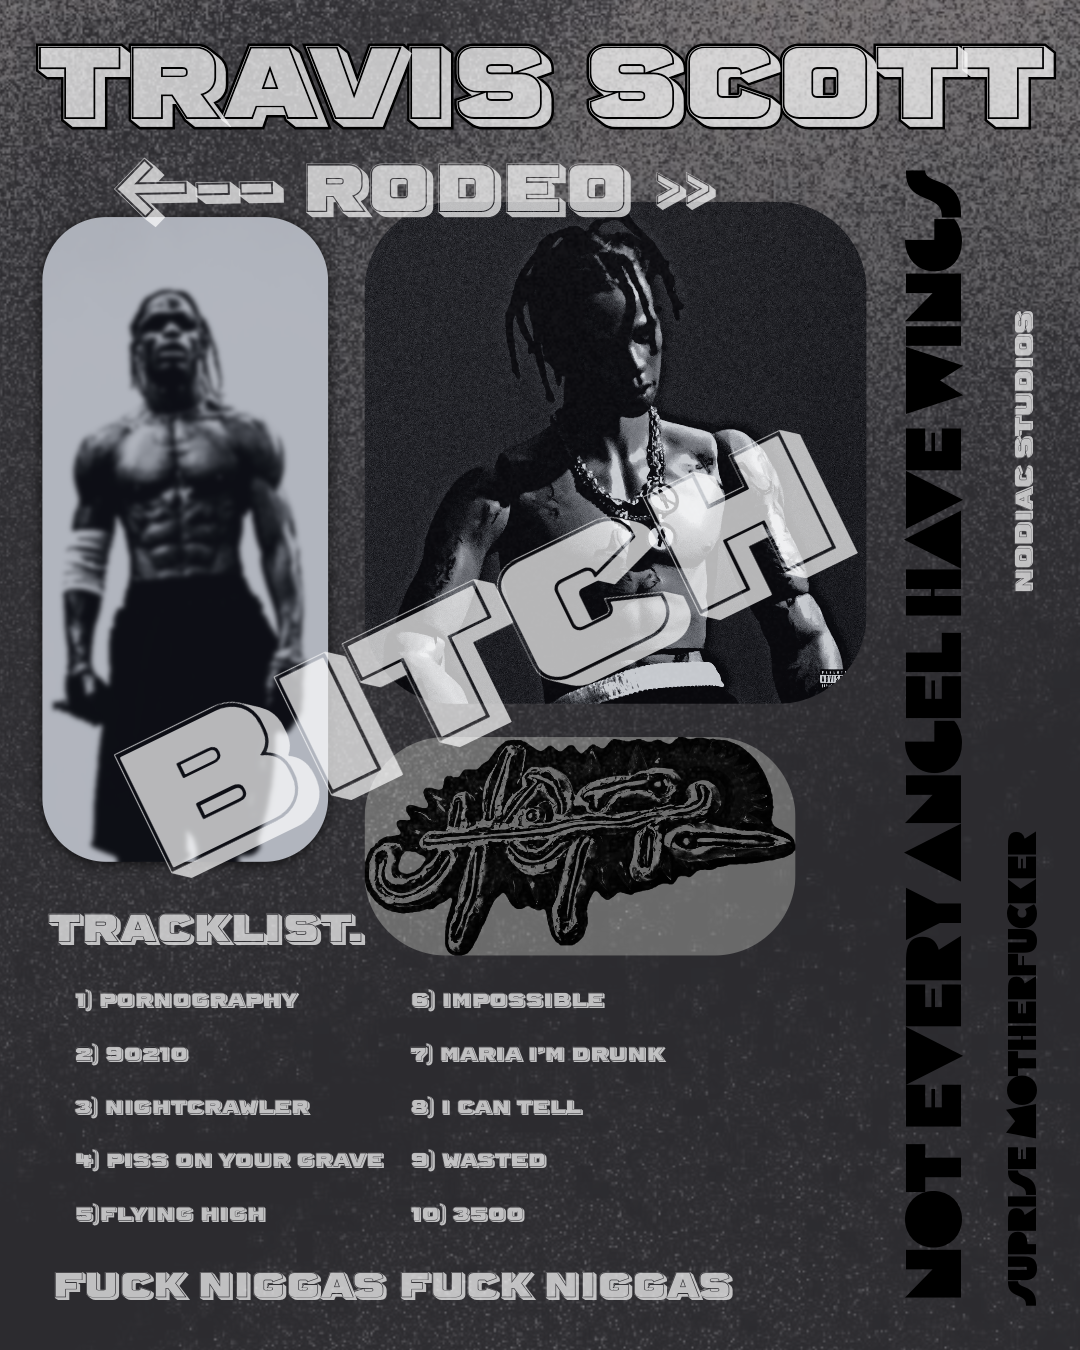 TRAVIS SCOTT
<--- RODEO >>
BITCH
TRACKLIST.
1) PORNOGRAPHY
2) 90210
3) NIGHTCRAWLER
4) PISS ON YOUR GRAVE
5)FLYING HIGH
6) IMPOSSIBLE
7) MARIA I'M DRUNK
8) I CAN TELL
9) WASTED
10) 3500
FUCK NIGGAS FUCK NIGGAS
NOT EVERY ANGEL HAVE WINGS
NODIAC STUDIOS
SUPRISE MOTHERFUCKER